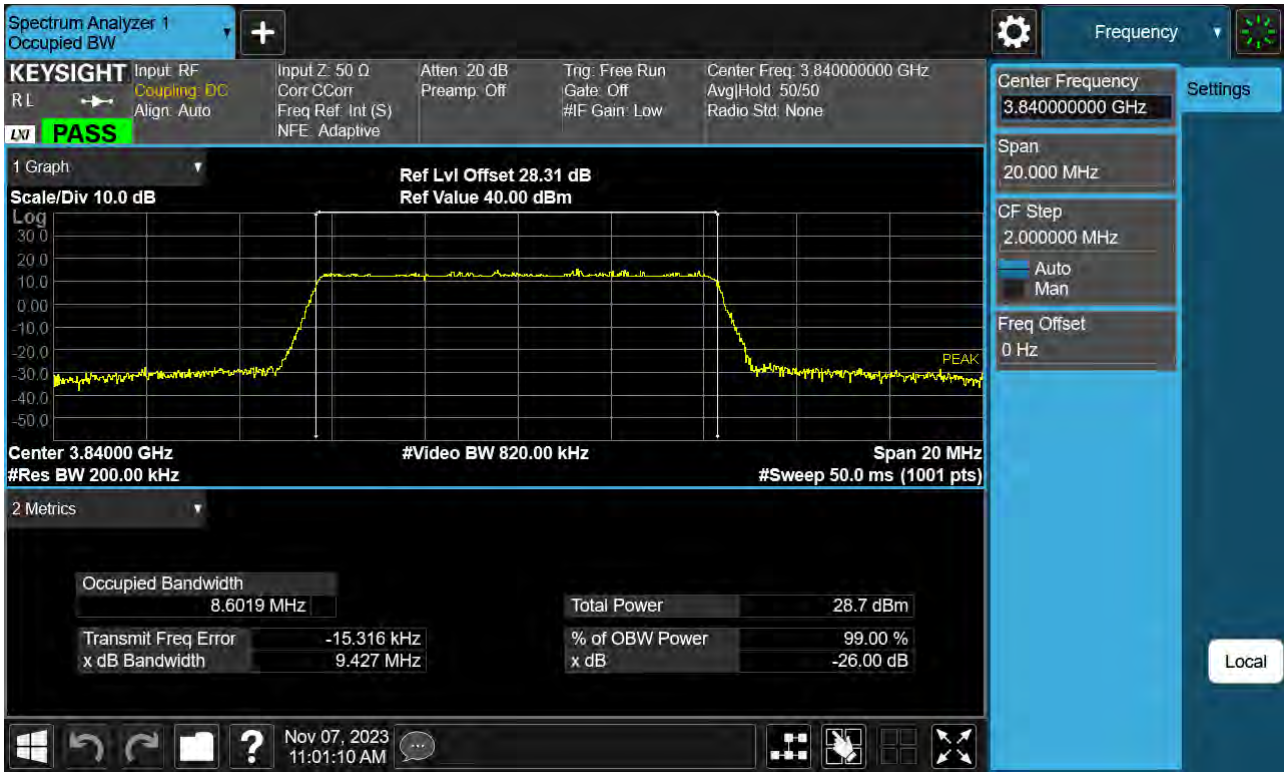 Spectrum Analyzer 1
Occupied BW
+
Frequency
KEYSIGHT
RL
LXI
PASS
Input: RF
Coupling: DC
Align: Auto
Input Z: 50 Ω
Corr CCorr
Freq Ref: Int (S)
NFE: Adaptive
Atten: 20 dB
Preamp: Off
Trig: Free Run
Gate: Off
#IF Gain: Low
Center Freq: 3.840000000 GHz
Avg|Hold: 50/50
Radio Std: None
Center Frequency
3.840000000 GHz
Settings
Span
20.000 MHz
CF Step
2.000000 MHz
Auto
Man
Freq Offset
0 Hz
Local
1 Graph
Scale/Div 10.0 dB
Ref Lvl Offset 28.31 dB
Ref Value 40.00 dBm
Log
30.0
20.0
10.0
0.00
-10.0
-20.0
-30.0
-40.0
-50.0
PEAK
Center 3.84000 GHz
#Video BW 820.00 kHz
Span 20 MHz
#Res BW 200.00 kHz
#Sweep 50.0 ms (1001 pts)
2 Metrics
Occupied Bandwidth
8.6019 MHz
Total Power 28.7 dBm
Transmit Freq Error -15.316 kHz
% of OBW Power 99.00 %
x dB Bandwidth 9.427 MHz
x dB -26.00 dB
?
Nov 07, 2023
11:01:10 AM